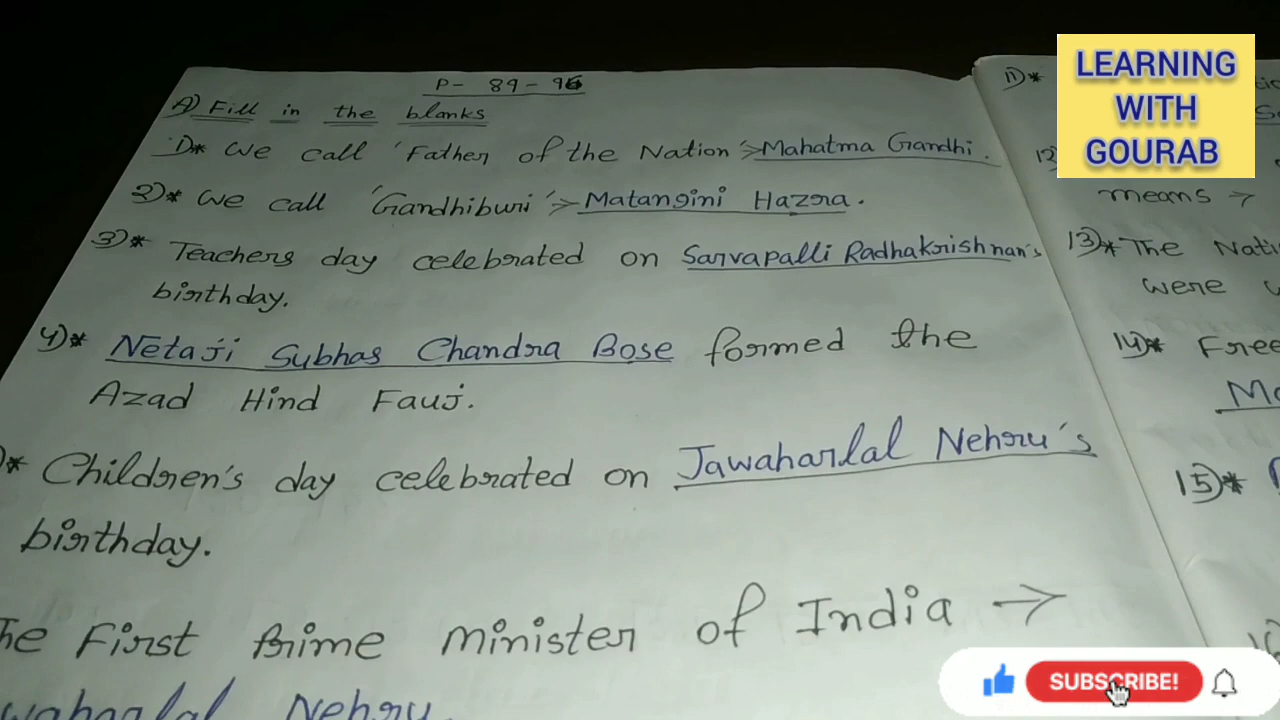 P- 89-96
A) Fill in the blanks
1)* We call 'Father of the Nation'→ Mahatma Gandhi.
2)* We call 'Gandhiburi'→ Matangini Hazra.
3)* Teachers day celebrated on Sarvapalli Radhakrishnan's
birthday.
4)* Netaji Subhas Chandra Bose formed the
Azad Hind Fauj.
)* Children's day celebrated on Jawaharlal Nehru's
birthday.
The First Prime minister of India →
Jawaharlal Nehru.
11)*
12)
means →
13)* The Nati
were
14)* Free
Ma
15)*
LEARNING
WITH
GOURAB
SUBSCRIBE!